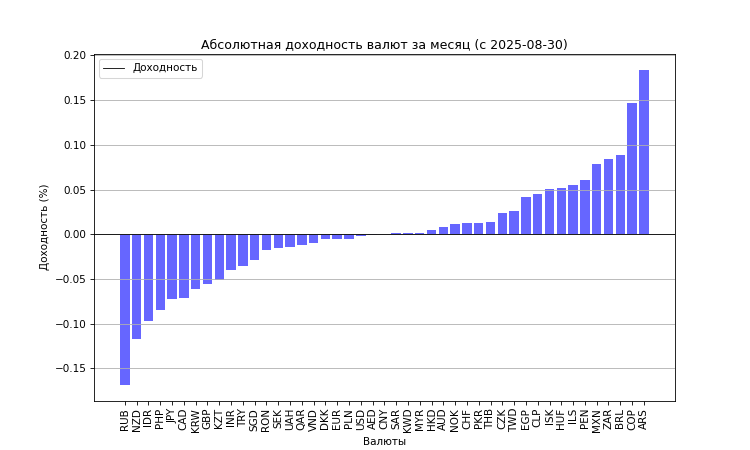 Абсолютная доходность валют за месяц (с 2025-08-30)
Доходность
Доходность (%)
0.20
0.15
0.10
0.05
0.00
−0.05
−0.10
−0.15
RUB NZD IDR PHP JPY CAD KRW GBP KZT INR TRY SGD RON SEK UAH QAR VND DKK EUR PLN USD AED CNY SAR KWD MYR HKD AUD NOK CHF PKR THB CZK TWD EGP CLP ISK HUF ILS PEN MXN ZAR BRL COP ARS
Валюты